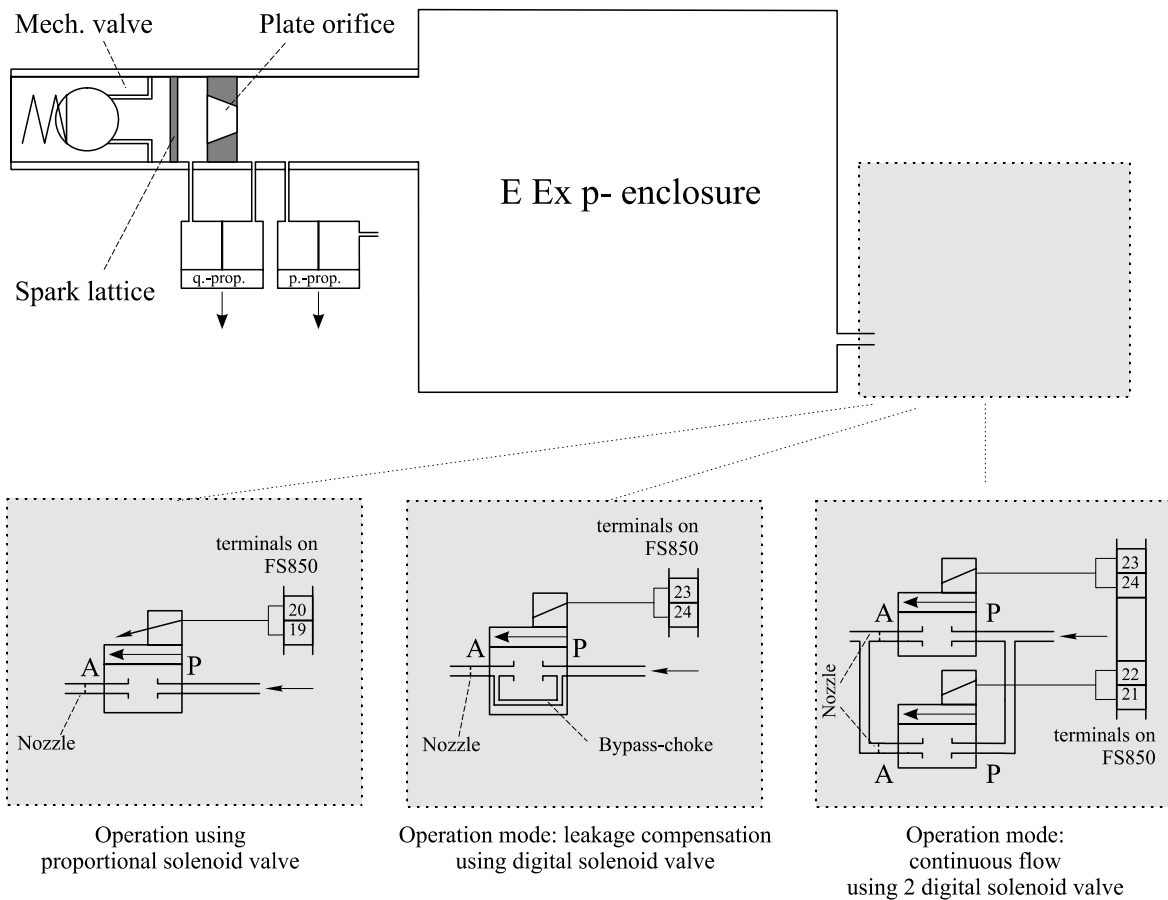 Mech. valve
Plate orifice
E Ex p- enclosure
q.-prop.
p.-prop.
Spark lattice
terminals on
FS850
20
19
A
P
Nozzle
terminals on
FS850
23
24
A
P
Nozzle
Bypass-choke
23
24
A
P
22
21
Nozzle
A
P
terminals on
FS850
Operation using
proportional solenoid valve
Operation mode: leakage compensation
using digital solenoid valve
Operation mode:
continuous flow
using 2 digital solenoid valve